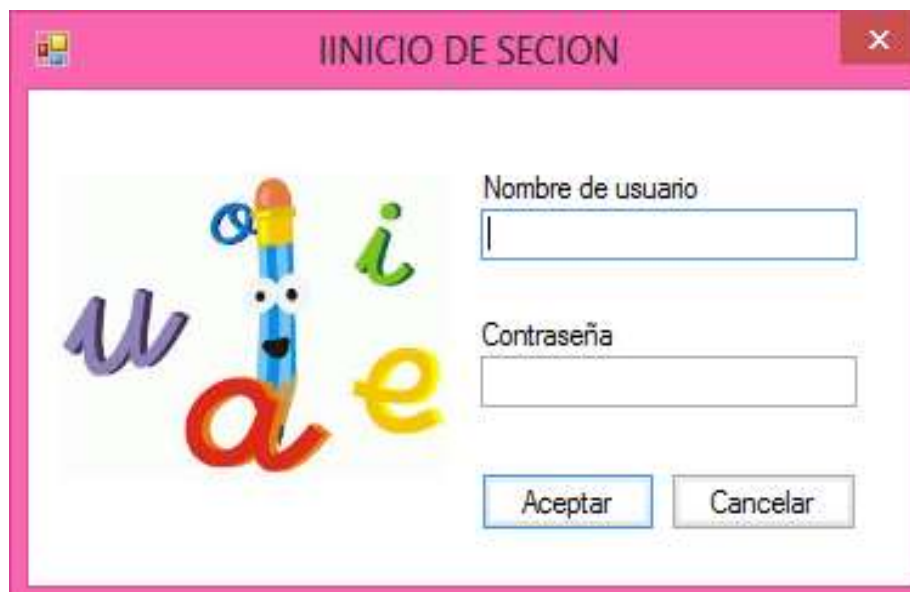 IINICIO DE SECION
Nombre de usuario
Contraseña
Aceptar
Cancelar
o
i
u
a
e